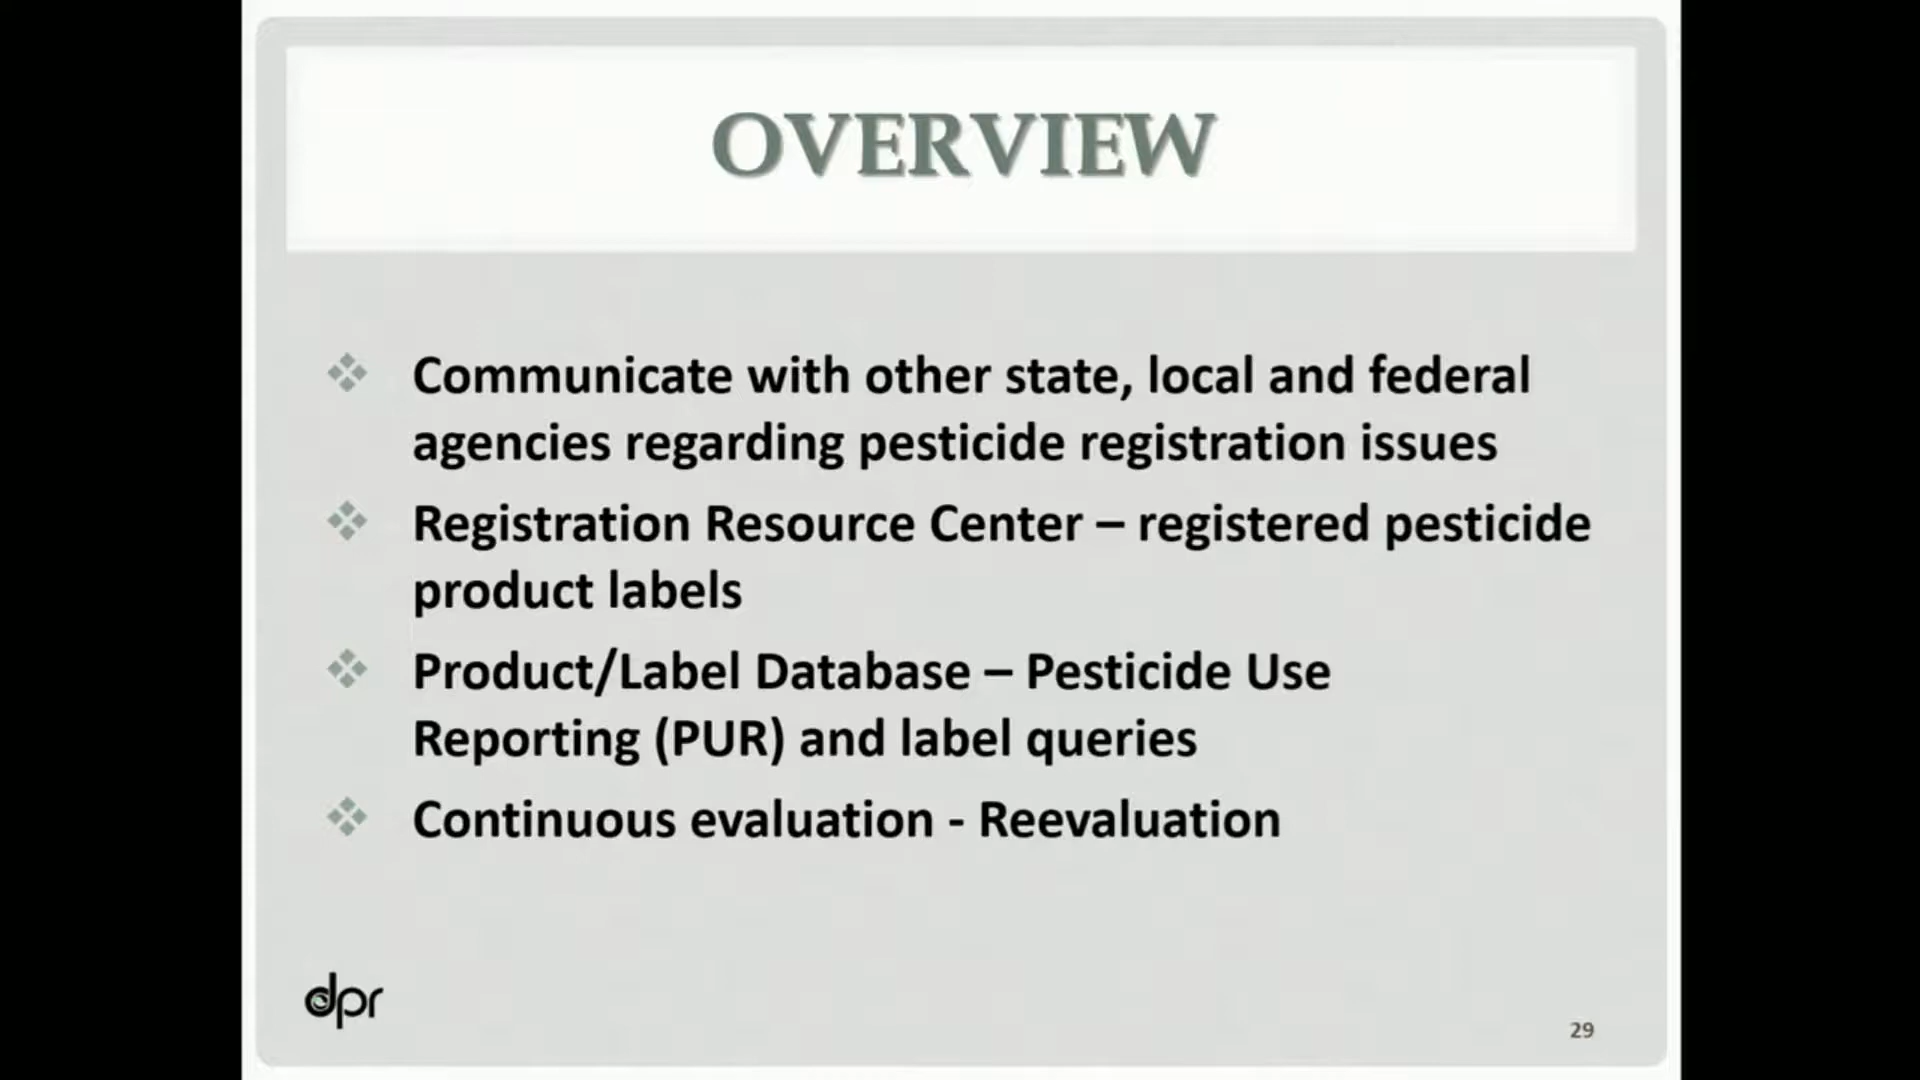 OVERVIEW
Communicate with other state, local and federal
agencies regarding pesticide registration issues
Registration Resource Center – registered pesticide
product labels
Product/Label Database – Pesticide Use
Reporting (PUR) and label queries
Continuous evaluation - Reevaluation
dpr
29